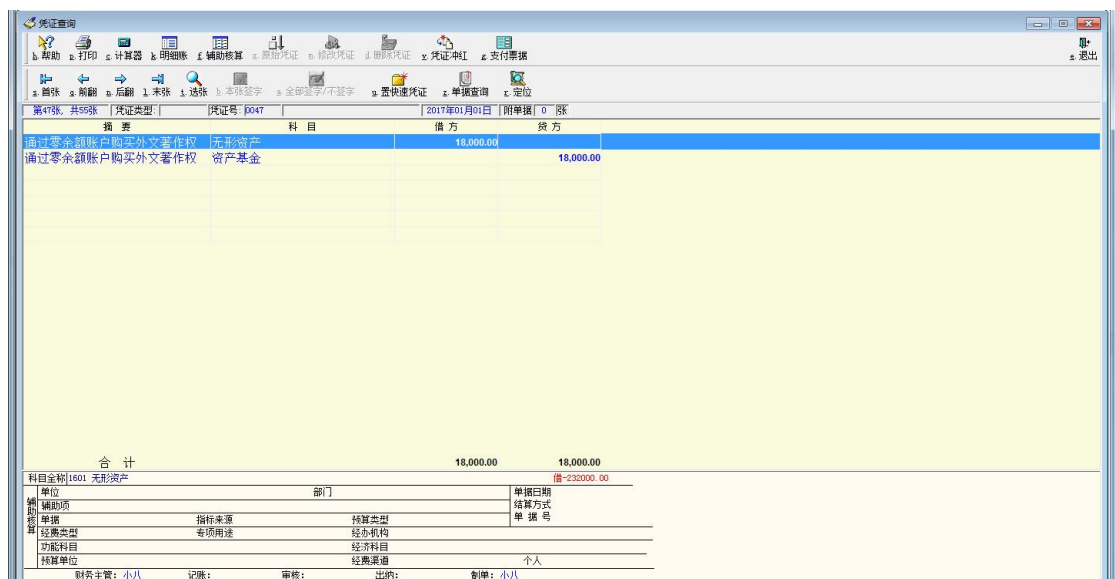 凭证查询
h.帮助 p.打印 c.计算器 k.明细账 f.辅助核算 x.原始凭证 n.修改凭证 d.删除凭证 y.凭证冲红 g.支付票据 e.退出
s.首张 q.前翻 n.后翻 l.末张 i.选张 b.本张签字 a.全部签字/不签字 u.置快速凭证 z.单据查询 r.定位
第47张, 共55张 凭证类型: 凭证号: 0047 2017年01月01日 附单据 0 张
摘 要 科 目 借 方 贷 方
通过零余额账户购买外文著作权 无形资产 18,000.00
通过零余额账户购买外文著作权 资产基金 18,000.00
合 计 18,000.00 18,000.00
科目全称 1601 无形资产 借-232000.00
辅助核算
单位 部门 单据日期
辅助项 结算方式
单据 指标来源 预算类型 单 据 号
经费类型 专项用途 经办机构
功能科目 经济科目
预算单位 经费渠道 个人
财务主管: 小八 记账: 审核: 出纳: 制单: 小八